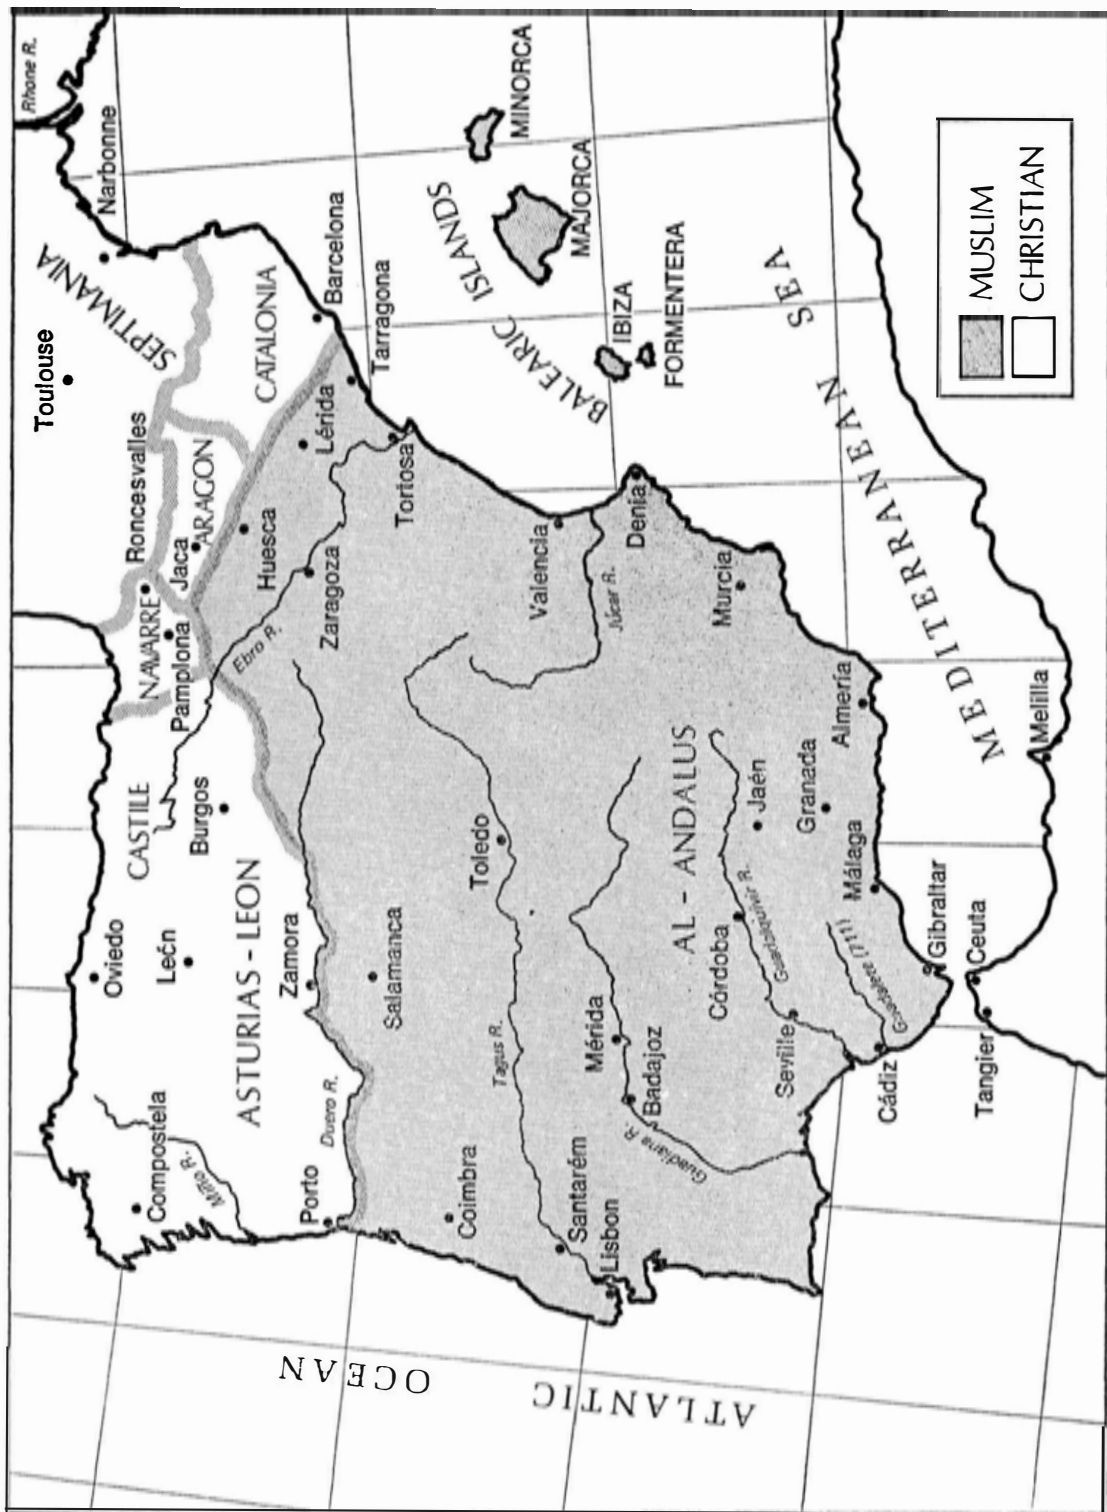 Rhone R.
Toulouse
Narbonne
SEPTIMANIA
Oviedo
Compostela
León
CASTILE
NAVARRE
Roncesvalles
Pamplona
Jaca
ARAGON
CATALONIA
Miño R.
ASTURIAS - LEON
Burgos
Ebro R.
Huesca
Lérida
Barcelona
Porto
Duero R.
Zamora
Zaragoza
Tarragona
Tortosa
Salamanca
MINORCA
Coimbra
BALEARIC ISLANDS
MAJORCA
Tagus R.
Toledo
Valencia
IBIZA
FORMENTERA
Santarém
Lisbon
Mérida
Badajoz
Guadiana R.
Júcar R.
Denia
AL - ANDALUS
Córdoba
Guadalquivir R.
Jaén
Murcia
Seville
Granada
Almería
Guadalete (711)
Málaga
Cádiz
Gibraltar
Tangier
Ceuta
Melilla
MEDITERRANEAN SEA
ATLANTIC
OCEAN
MUSLIM
CHRISTIAN